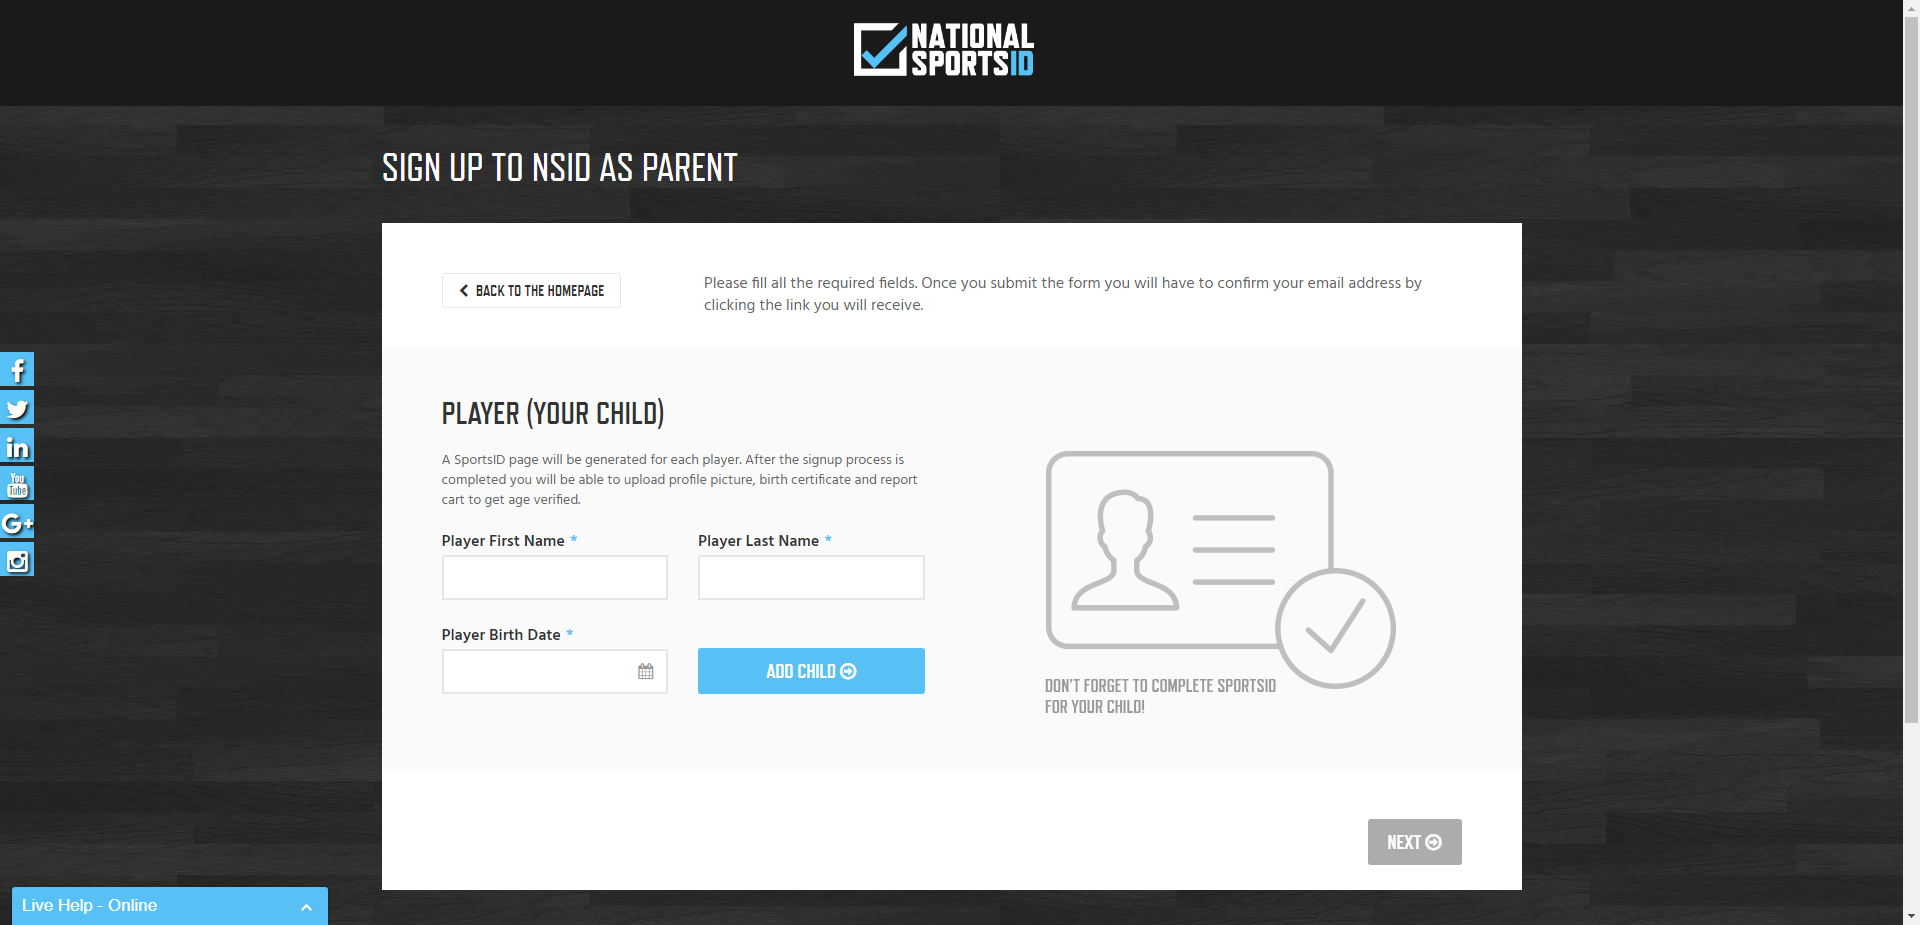 NATIONAL
SPORTSID
SIGN UP TO NSID AS PARENT
BACK TO THE HOMEPAGE
Please fill all the required fields. Once you submit the form you will have to confirm your email address by
clicking the link you will receive.
PLAYER (YOUR CHILD)
A SportsID page will be generated for each player. After the signup process is
completed you will be able to upload profile picture, birth certificate and report
cart to get age verified.
Player First Name *
Player Last Name *
Player Birth Date *
ADD CHILD
DON'T FORGET TO COMPLETE SPORTSID
FOR YOUR CHILD!
NEXT
You
Tube
G+
Live Help - Online